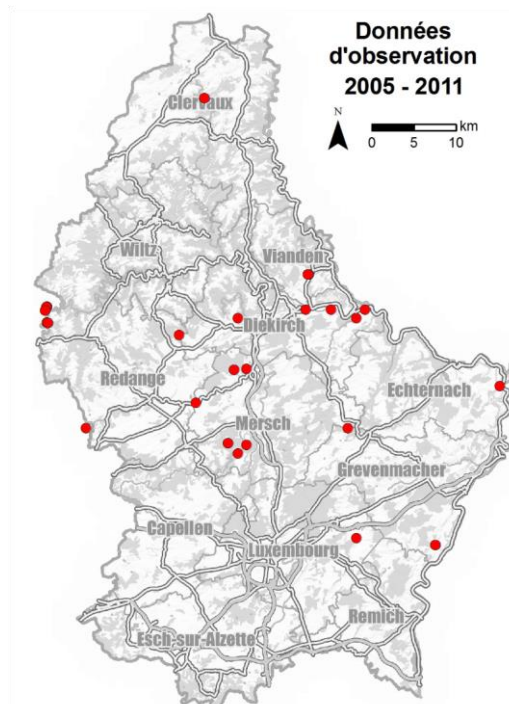 Données
d'observation
2005 - 2011
N
km
0 5 10
Clervaux
Wiltz
Vianden
Diekirch
Redange
Echternach
Mersch
Grevenmacher
Capellen
Luxembourg
Remich
Esch-sur-Alzette